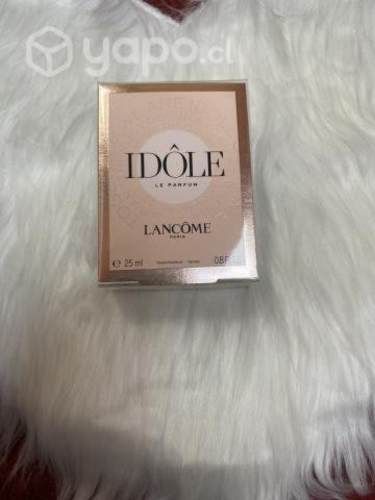 yapo.cl
IDÔLE
LE PARFUM
LANCÔME
PARIS
e 25 ml